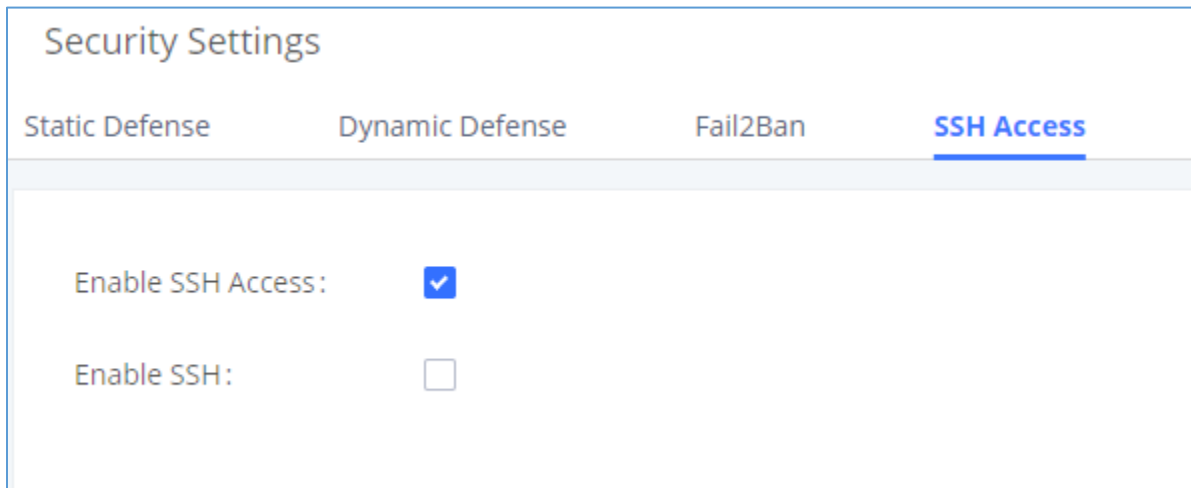 Security Settings
Static Defense Dynamic Defense Fail2Ban SSH Access
Enable SSH Access:
Enable SSH: